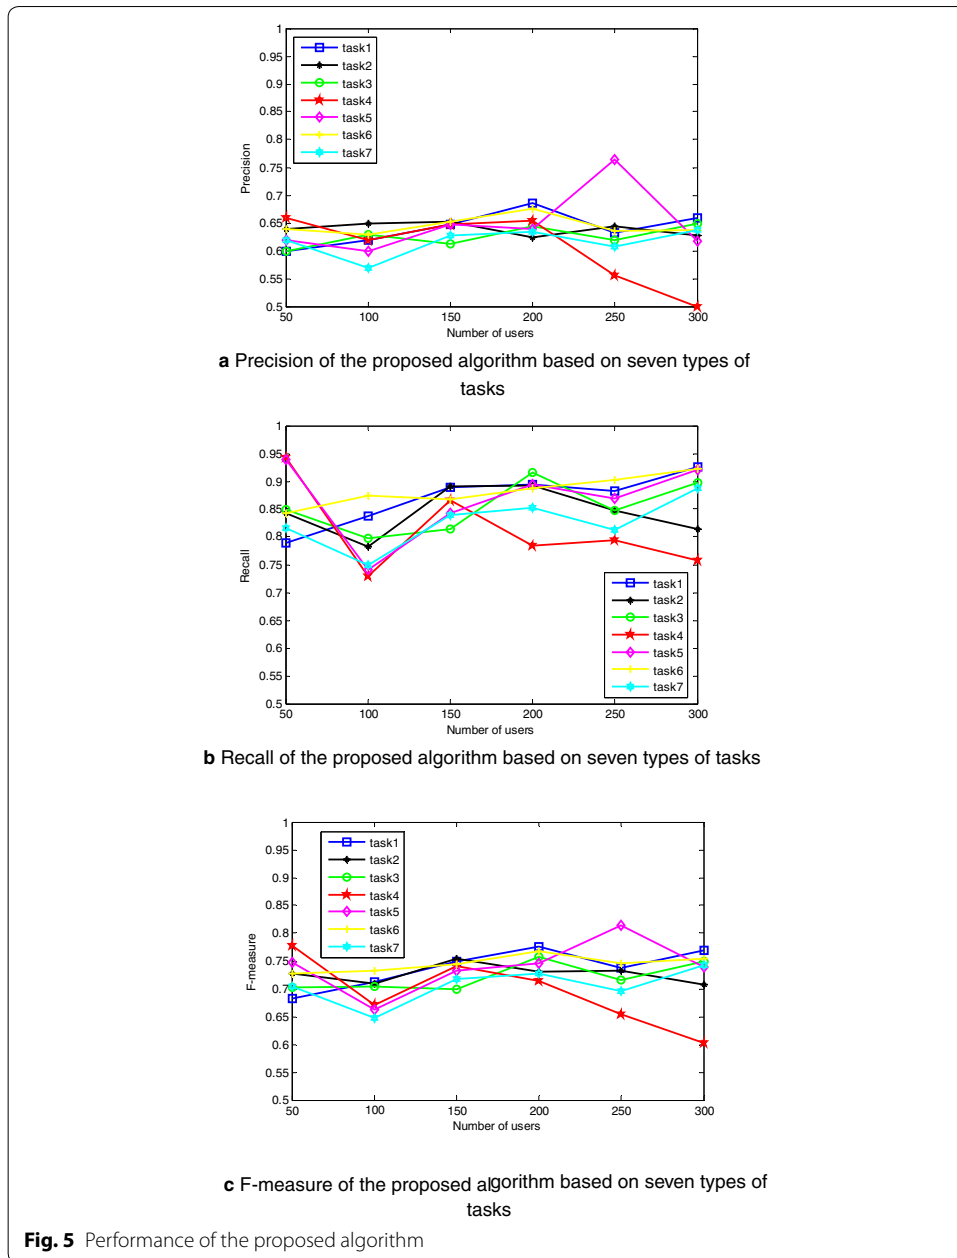 1
0.95
0.9
0.85
0.8
0.75
0.7
0.65
0.6
0.55
0.5
Precision
task1
task2
task3
task4
task5
task6
task7
50 100 150 200 250 300
Number of users
a Precision of the proposed algorithm based on seven types of
tasks
1
0.95
0.9
0.85
0.8
0.75
0.7
0.65
0.6
0.55
0.5
Recall
task1
task2
task3
task4
task5
task6
task7
50 100 150 200 250 300
Number of users
b Recall of the proposed algorithm based on seven types of tasks
1
0.95
0.9
0.85
0.8
0.75
0.7
0.65
0.6
0.55
0.5
F-measure
task1
task2
task3
task4
task5
task6
task7
50 100 150 200 250 300
Number of users
c F-measure of the proposed algorithm based on seven types of
tasks
Fig. 5 Performance of the proposed algorithm